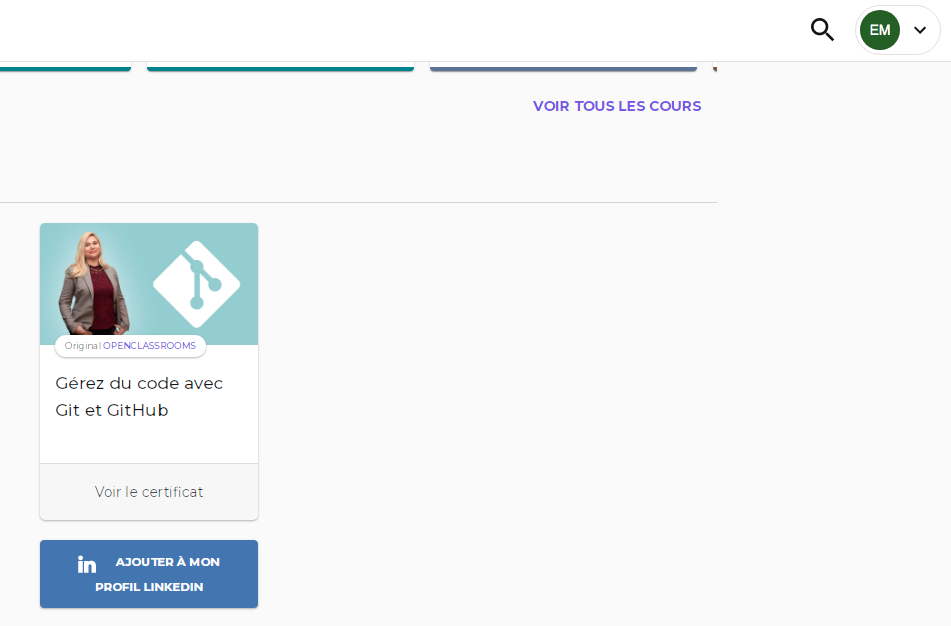 EM
VOIR TOUS LES COURS
Original OPENCLASSROOMS
Gérez du code avec
Git et GitHub
Voir le certificat
in AJOUTER À MON
PROFIL LINKEDIN